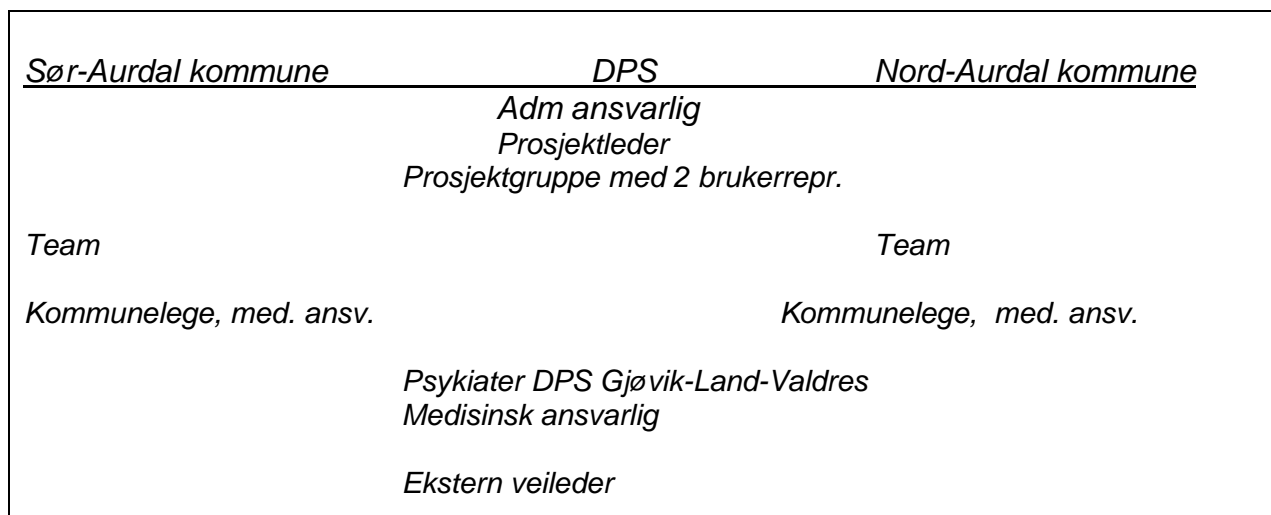 Sør-Aurdal kommune DPS Nord-Aurdal kommune
Adm ansvarlig
Prosjektleder
Prosjektgruppe med 2 brukerrepr.
Team Team
Kommunelege, med. ansv. Kommunelege, med. ansv.
Psykiater DPS Gjøvik-Land-Valdres
Medisinsk ansvarlig
Ekstern veileder